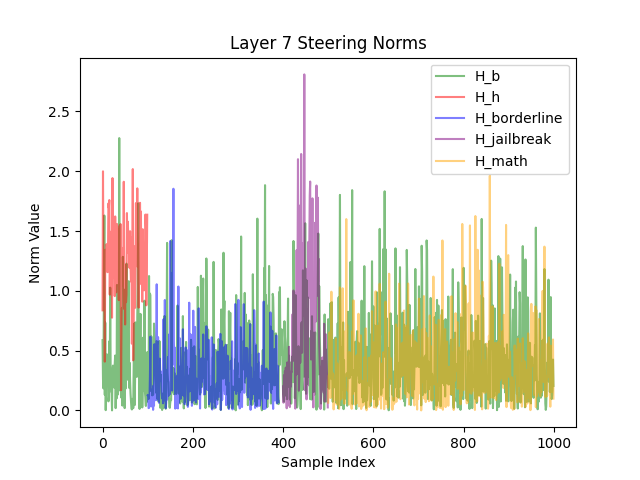 Layer 7 Steering Norms
H_b
H_h
H_borderline
H_jailbreak
H_math
Norm Value
2.5
2.0
1.5
1.0
0.5
0.0
0 200 400 600 800 1000
Sample Index